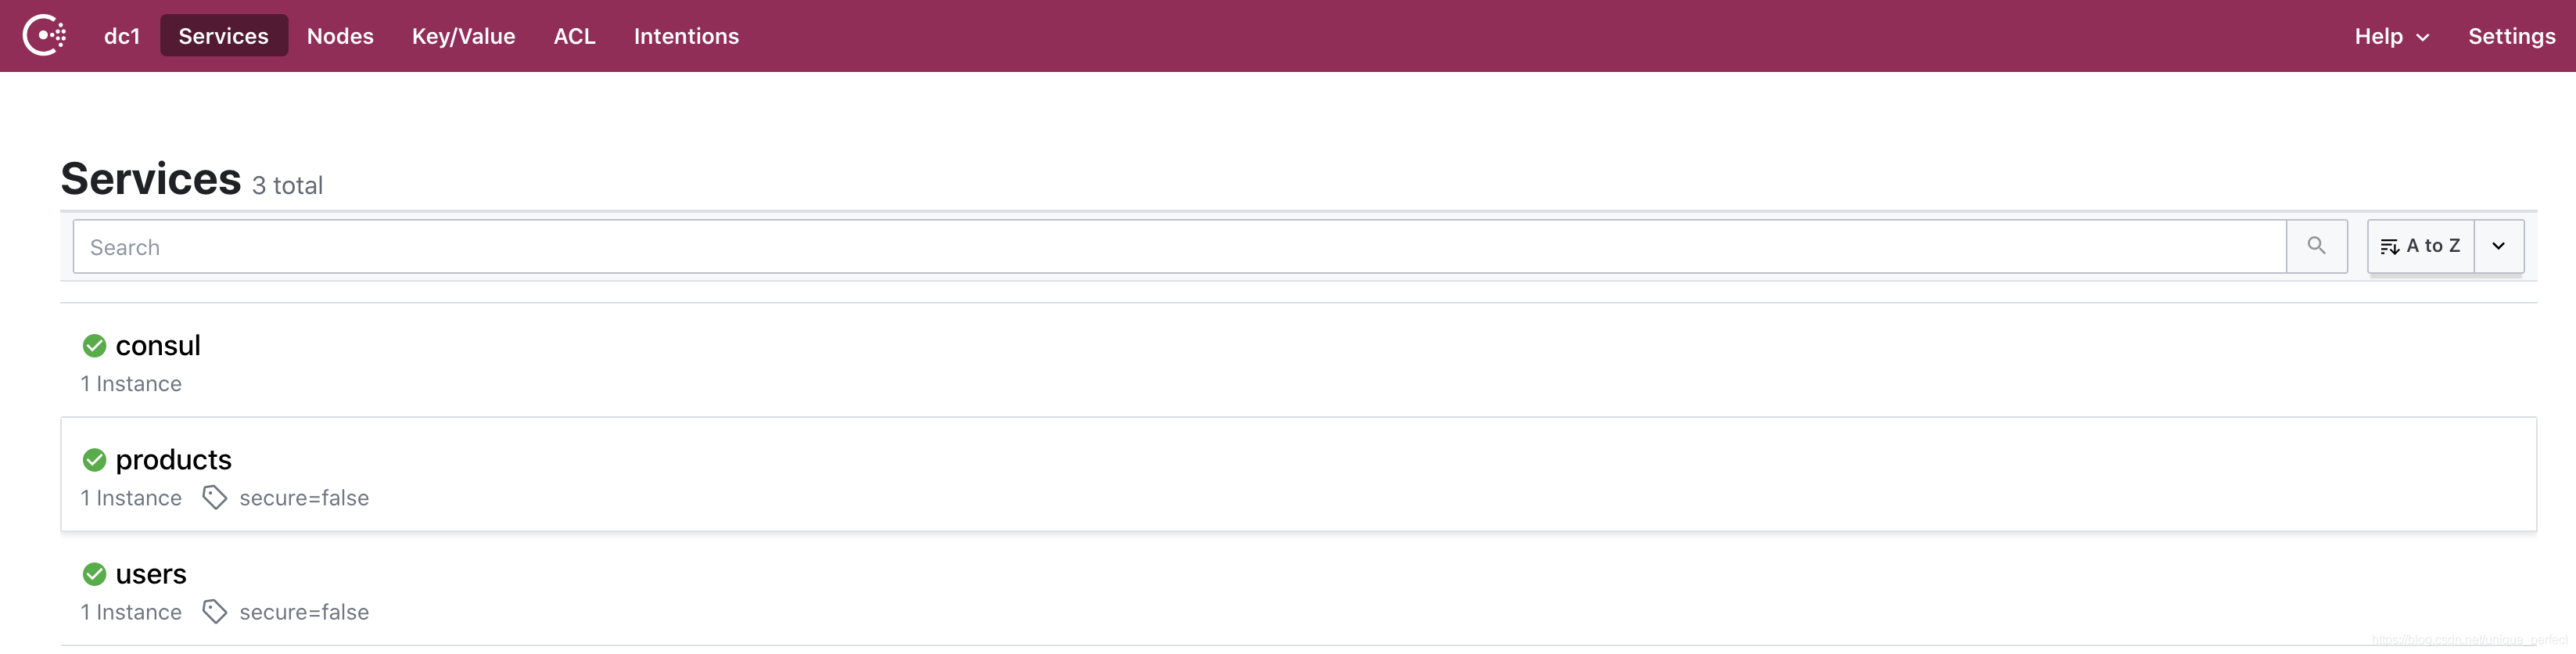 dc1 Services Nodes Key/Value ACL Intentions Help Settings
Services 3 total
Search A to Z
consul
1 Instance
products
1 Instance secure=false
users
1 Instance secure=false
https://blog.csdn.net/unique_perfect